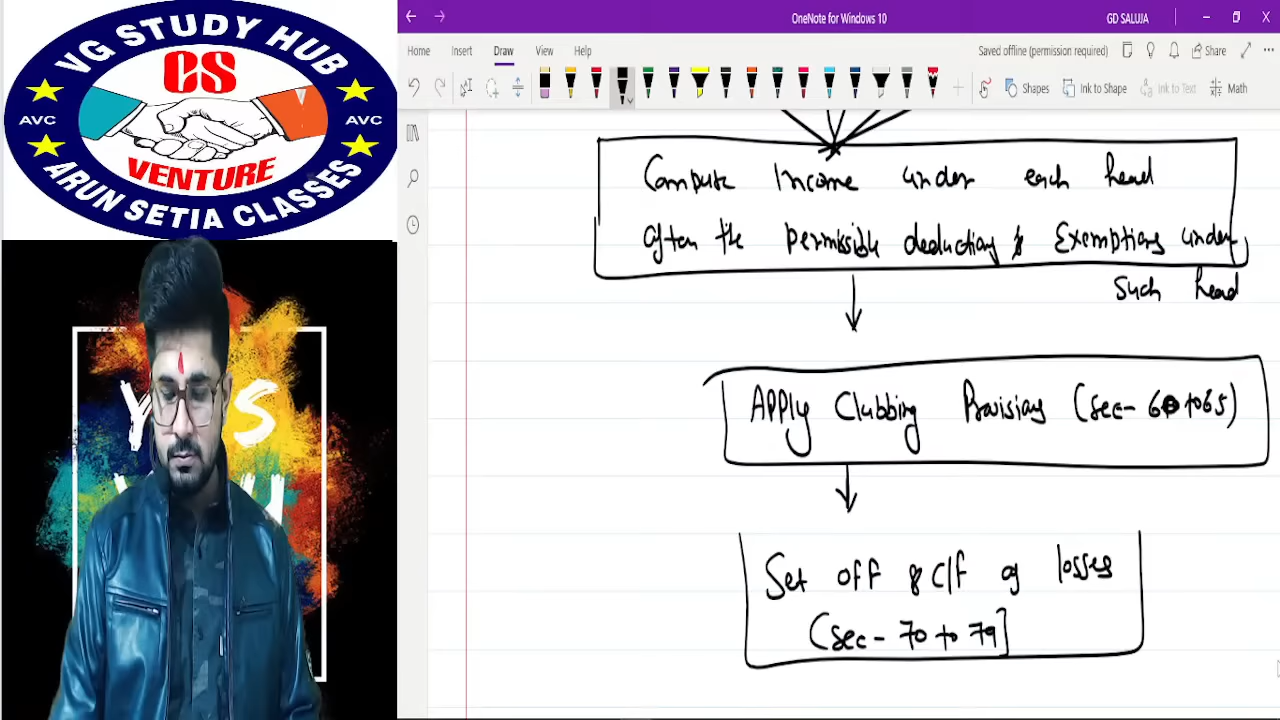 VG STUDY HUB
CS
AVC
AVC
VENTURE
ARUN SETIA CLASSES
OneNote for Windows 10
GD SALUJA
Home Insert Draw View Help
Saved offline (permission required)
Share
Shapes
Ink to Shape
Ink to Text
Math
Compute Income under each head
after the permissible deductions & Exemptions under
Such head
Apply Clubbing Provisions (Sec- 60 to 65)
Set off & C/f of losses
(Sec- 70 to 79]